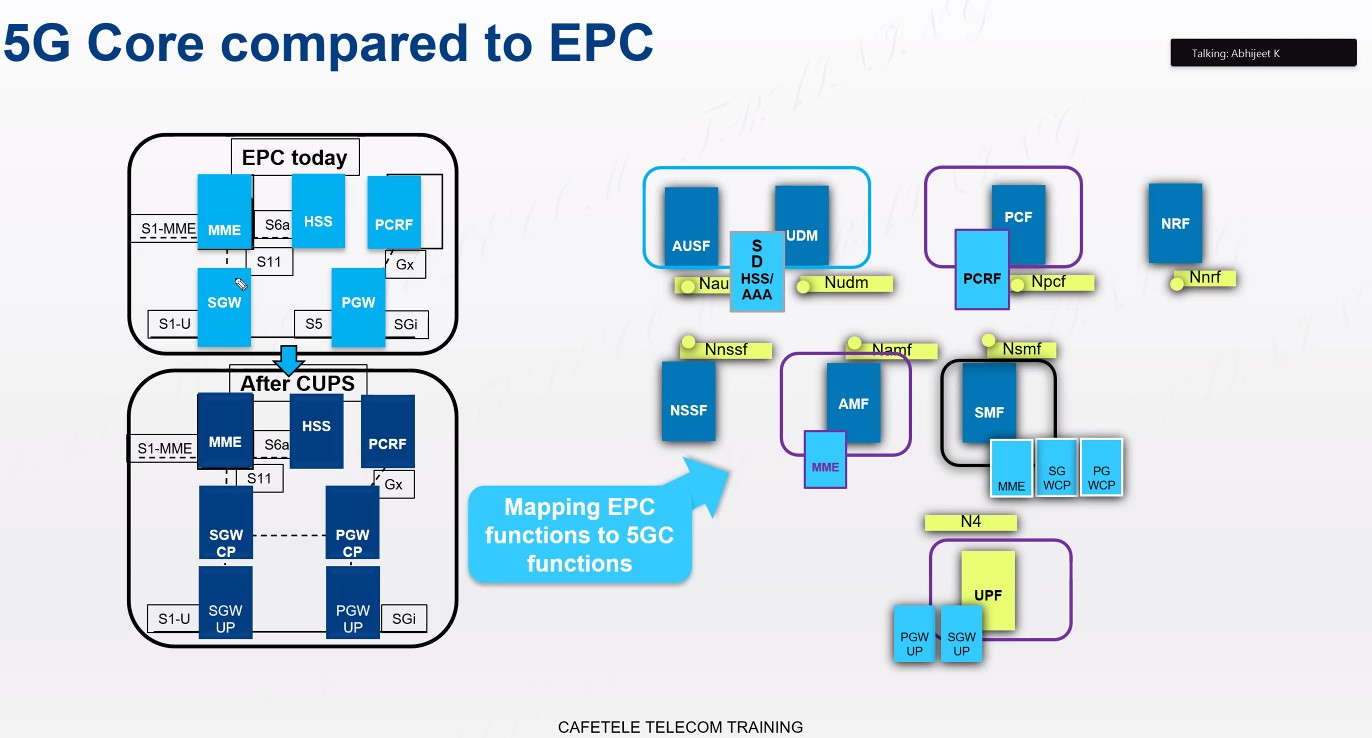 5G Core compared to EPC
Talking: Abhijeet K
EPC today
S1-MME
MME
S6a
HSS
PCRF
S11
Gx
SGW
PGW
S1-U
S5
SGi
After CUPS
S1-MME
MME
S6a
HSS
PCRF
S11
Gx
SGW
CP
PGW
CP
S1-U
SGW
UP
PGW
UP
SGi
Mapping EPC
functions to 5GC
functions
AUSF
S
D
HSS/
AAA
UDM
Nau
Nudm
PCF
PCRF
Npcf
NRF
Nnrf
Nnssf
NSSF
Namf
AMF
MME
Nsmf
SMF
MME
SG
WCP
PG
WCP
N4
UPF
PGW
UP
SGW
UP
CAFETELE TELECOM TRAINING